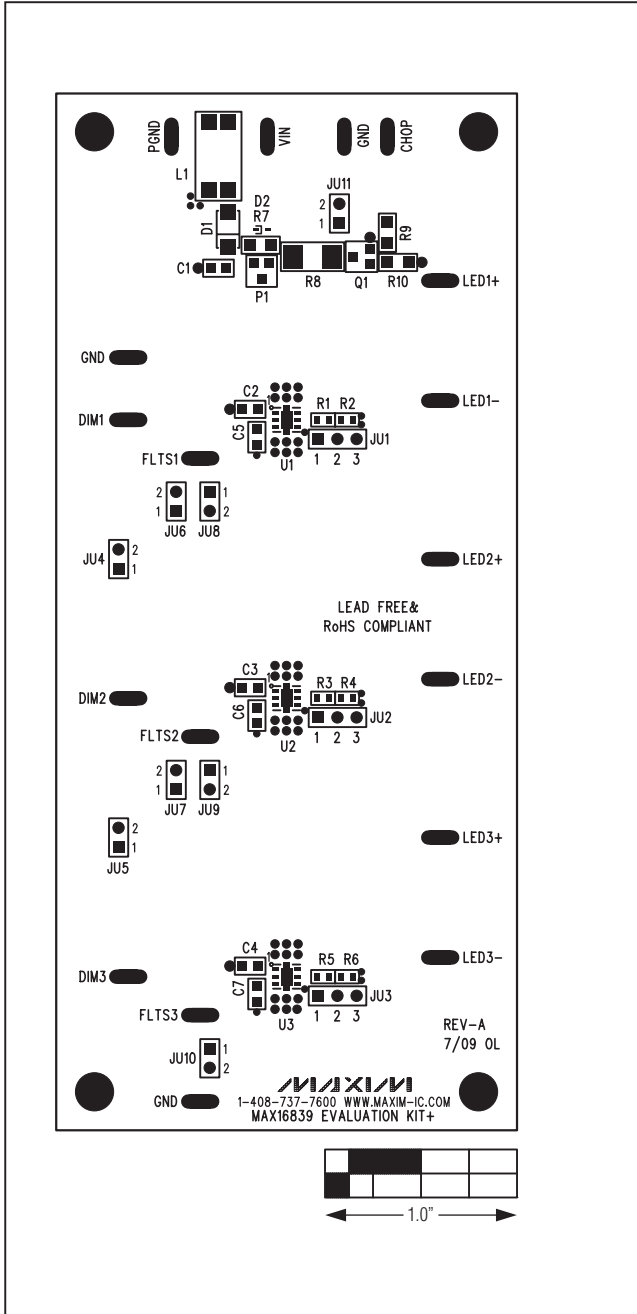 PGND
VIN
GND
CHOP
L1
D2
R7
JU11
2
1
D1
R9
C1
P1
R8
Q1
R10
LED1+
GND
C2
1
R1 R2
LED1-
DIM1
C5
JU1
FLTS1
U1
1 2 3
2
1
1
2
JU6
JU8
JU4
2
1
LED2+
LEAD FREE&
RoHS COMPLIANT
C3
1
R3 R4
LED2-
DIM2
C6
JU2
FLTS2
U2
1 2 3
2
1
1
2
JU7
JU9
2
1
JU5
LED3+
C4
1
R5 R6
LED3-
DIM3
C7
JU3
FLTS3
U3
1 2 3
REV-A
7/09 OL
JU10
1
2
MAXIM
GND
1-408-737-7600 WWW.MAXIM-IC.COM
MAX16839 EVALUATION KIT+
1.0"